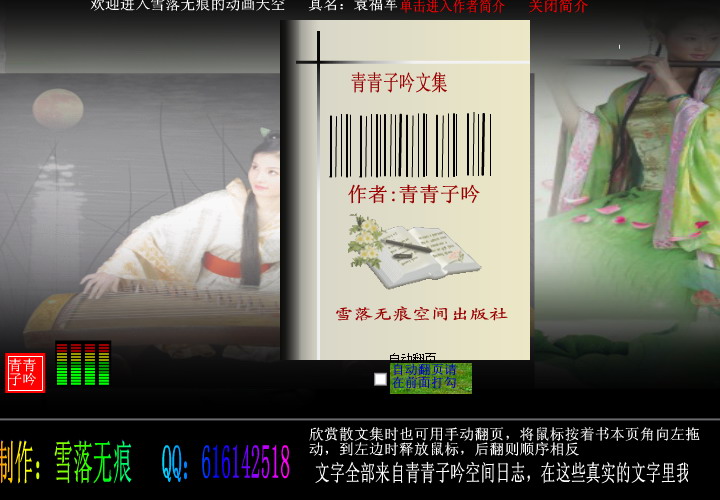 欢迎进入雪落无痕的动画天空 真名：袁福军 单击进入作者简介 关闭简介
青青子吟文集
作者:青青子吟
雪落无痕空间出版社
自动翻页
自动翻页请
在前面打勾
青青
子吟
欣赏散文集时也可用手动翻页，将鼠标按着书本页角向左拖
动，到左边时释放鼠标，后翻则顺序相反
制作：雪落无痕 QQ：616142518
文字全部来自青青子吟空间日志，在这些真实的文字里我